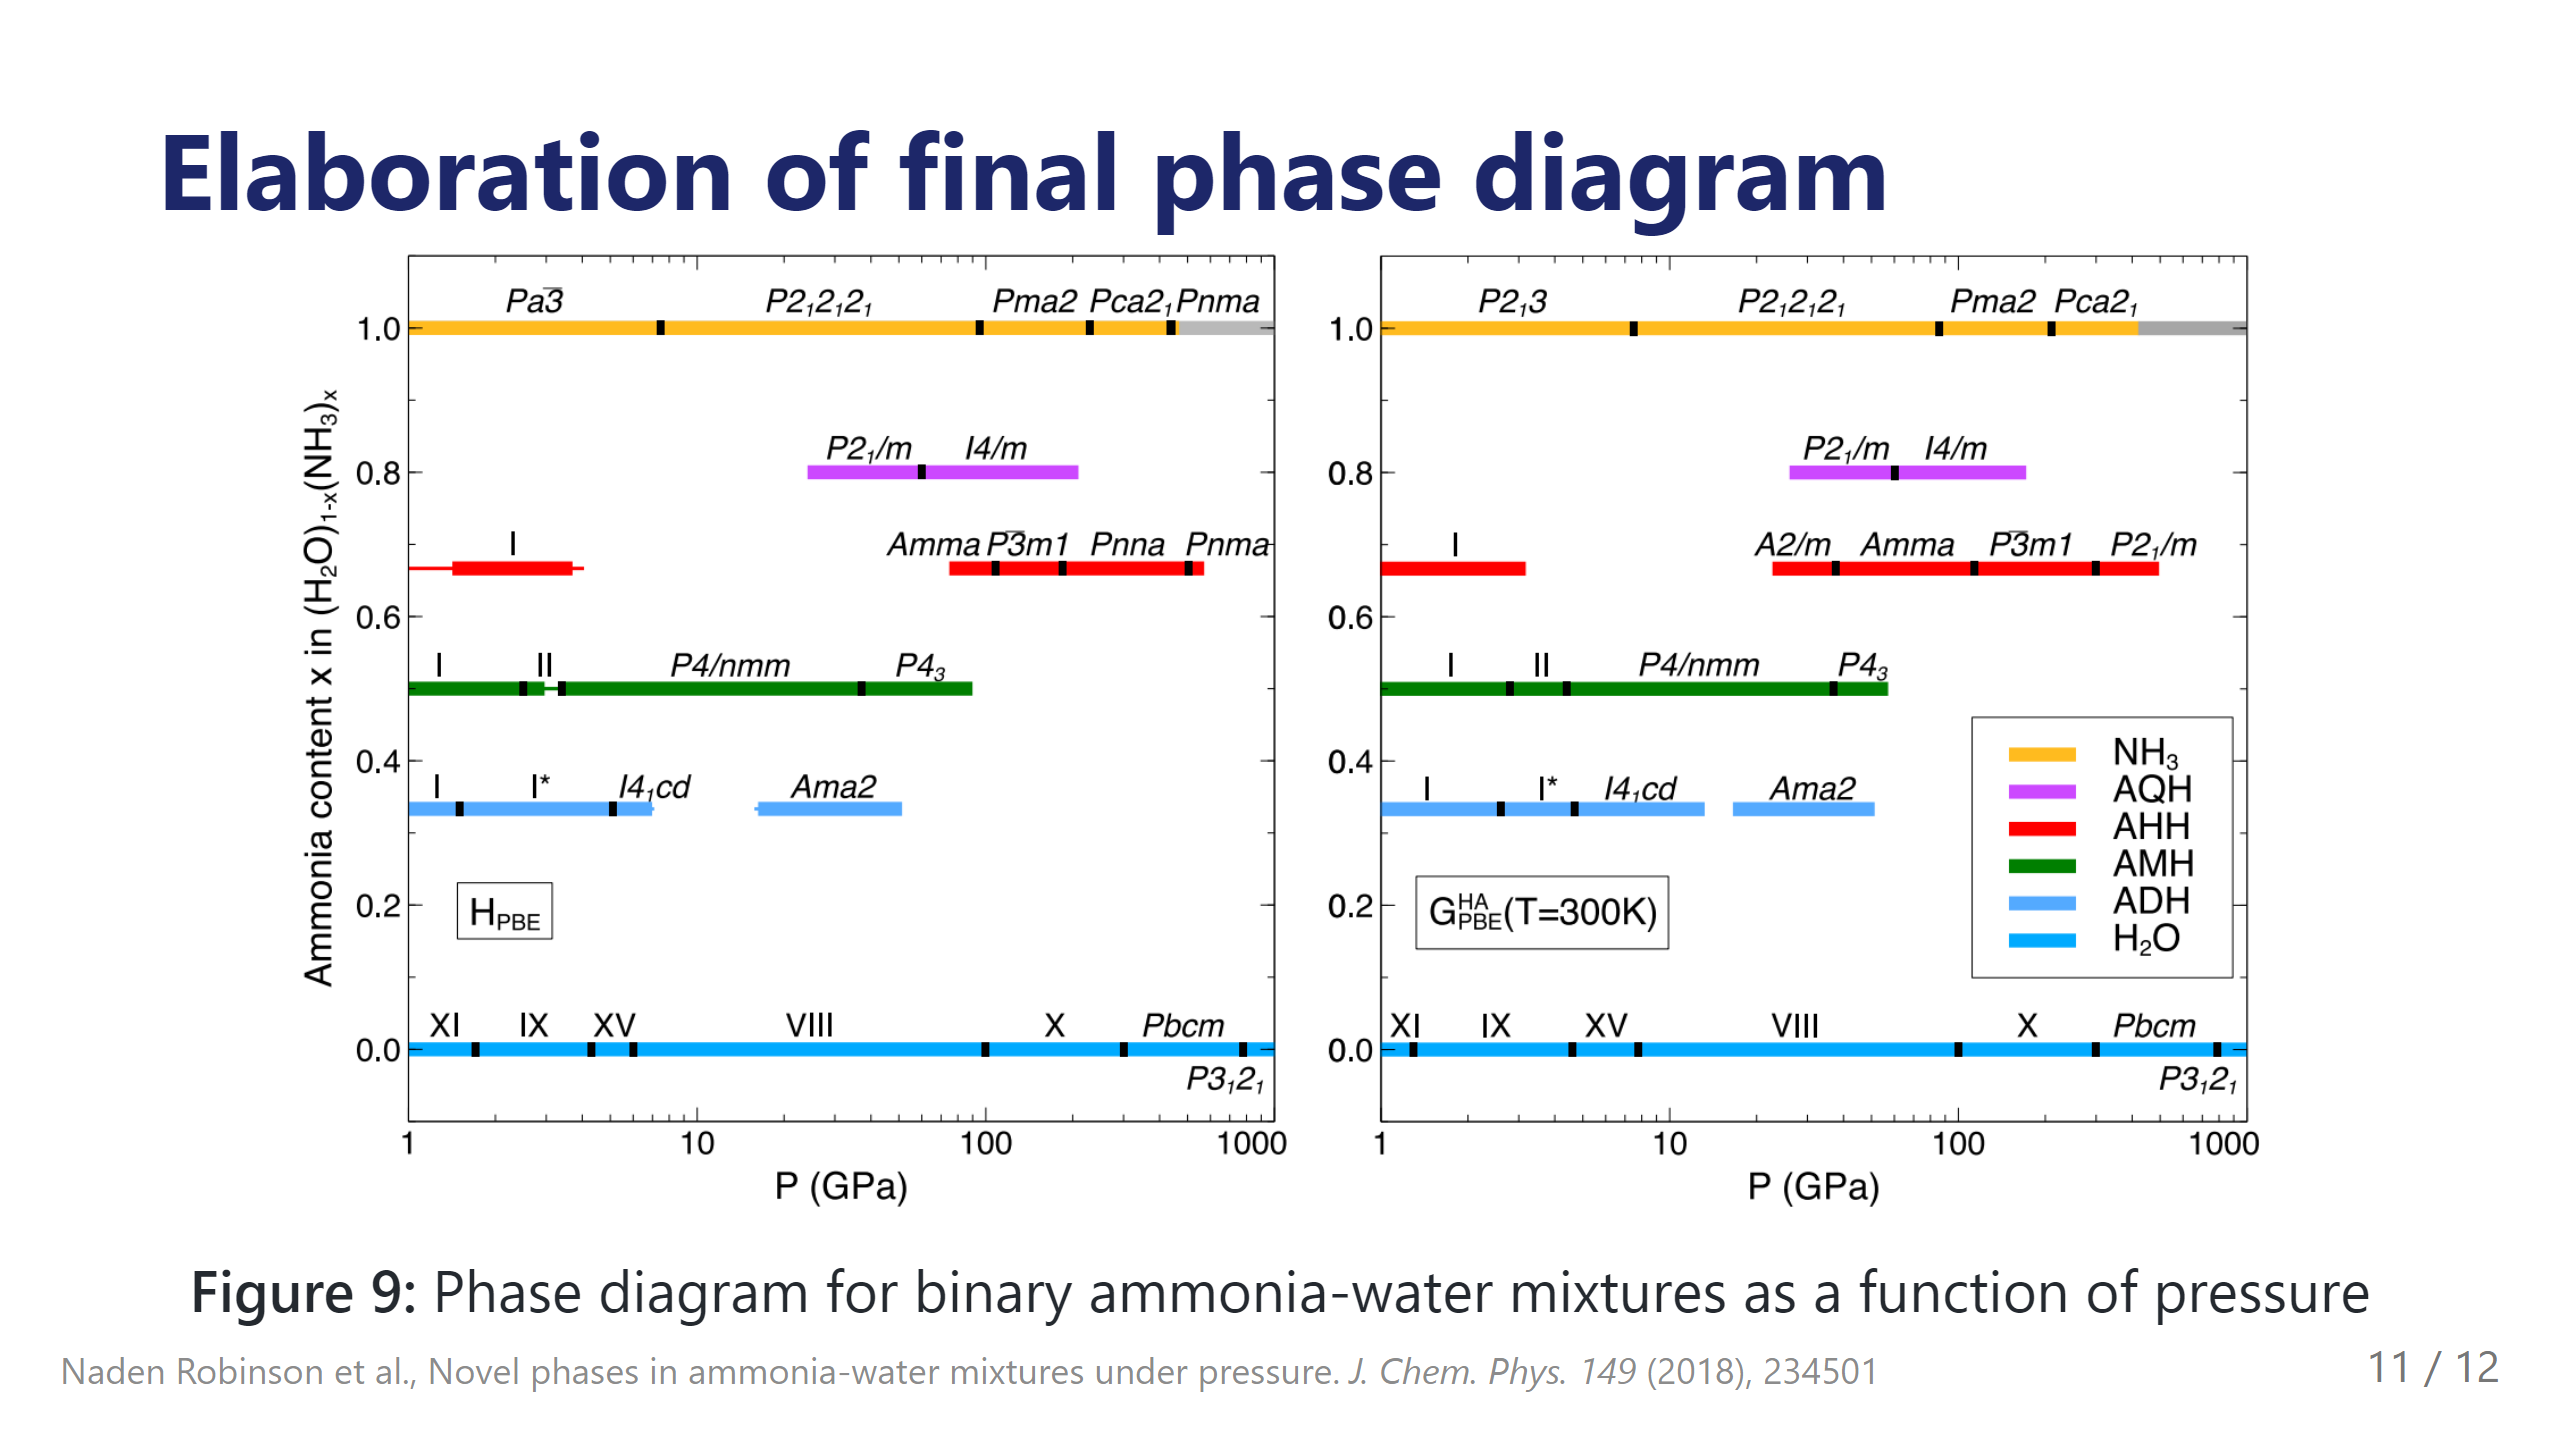 Elaboration of final phase diagram
Ammonia content x in (H₂O)₁₋ₓ(NH₃)ₓ
1.0
0.8
0.6
0.4
0.2
0.0
Pa3̅ P2₁2₁2₁ Pma2 Pca2₁ Pnma
P2₁/m I4/m
I Amma P3̅m1 Pnna Pnma
I II P4/nmm P4₃
I I* I4₁cd Ama2
H_PBE
XI IX XV VIII X Pbcm
P3₁2₁
1 10 100 1000
P (GPa)
1.0
0.8
0.6
0.4
0.2
0.0
P2₁3 P2₁2₁2₁ Pma2 Pca2₁
P2₁/m I4/m
I A2/m Amma P3̅m1 P2₁/m
I II P4/nmm P4₃
I I* I4₁cd Ama2
G^HA_PBE(T=300K)
NH₃
AQH
AHH
AMH
ADH
H₂O
XI IX XV VIII X Pbcm
P3₁2₁
1 10 100 1000
P (GPa)
Figure 9: Phase diagram for binary ammonia-water mixtures as a function of pressure
Naden Robinson et al., Novel phases in ammonia-water mixtures under pressure. J. Chem. Phys. 149 (2018), 234501
11 / 12